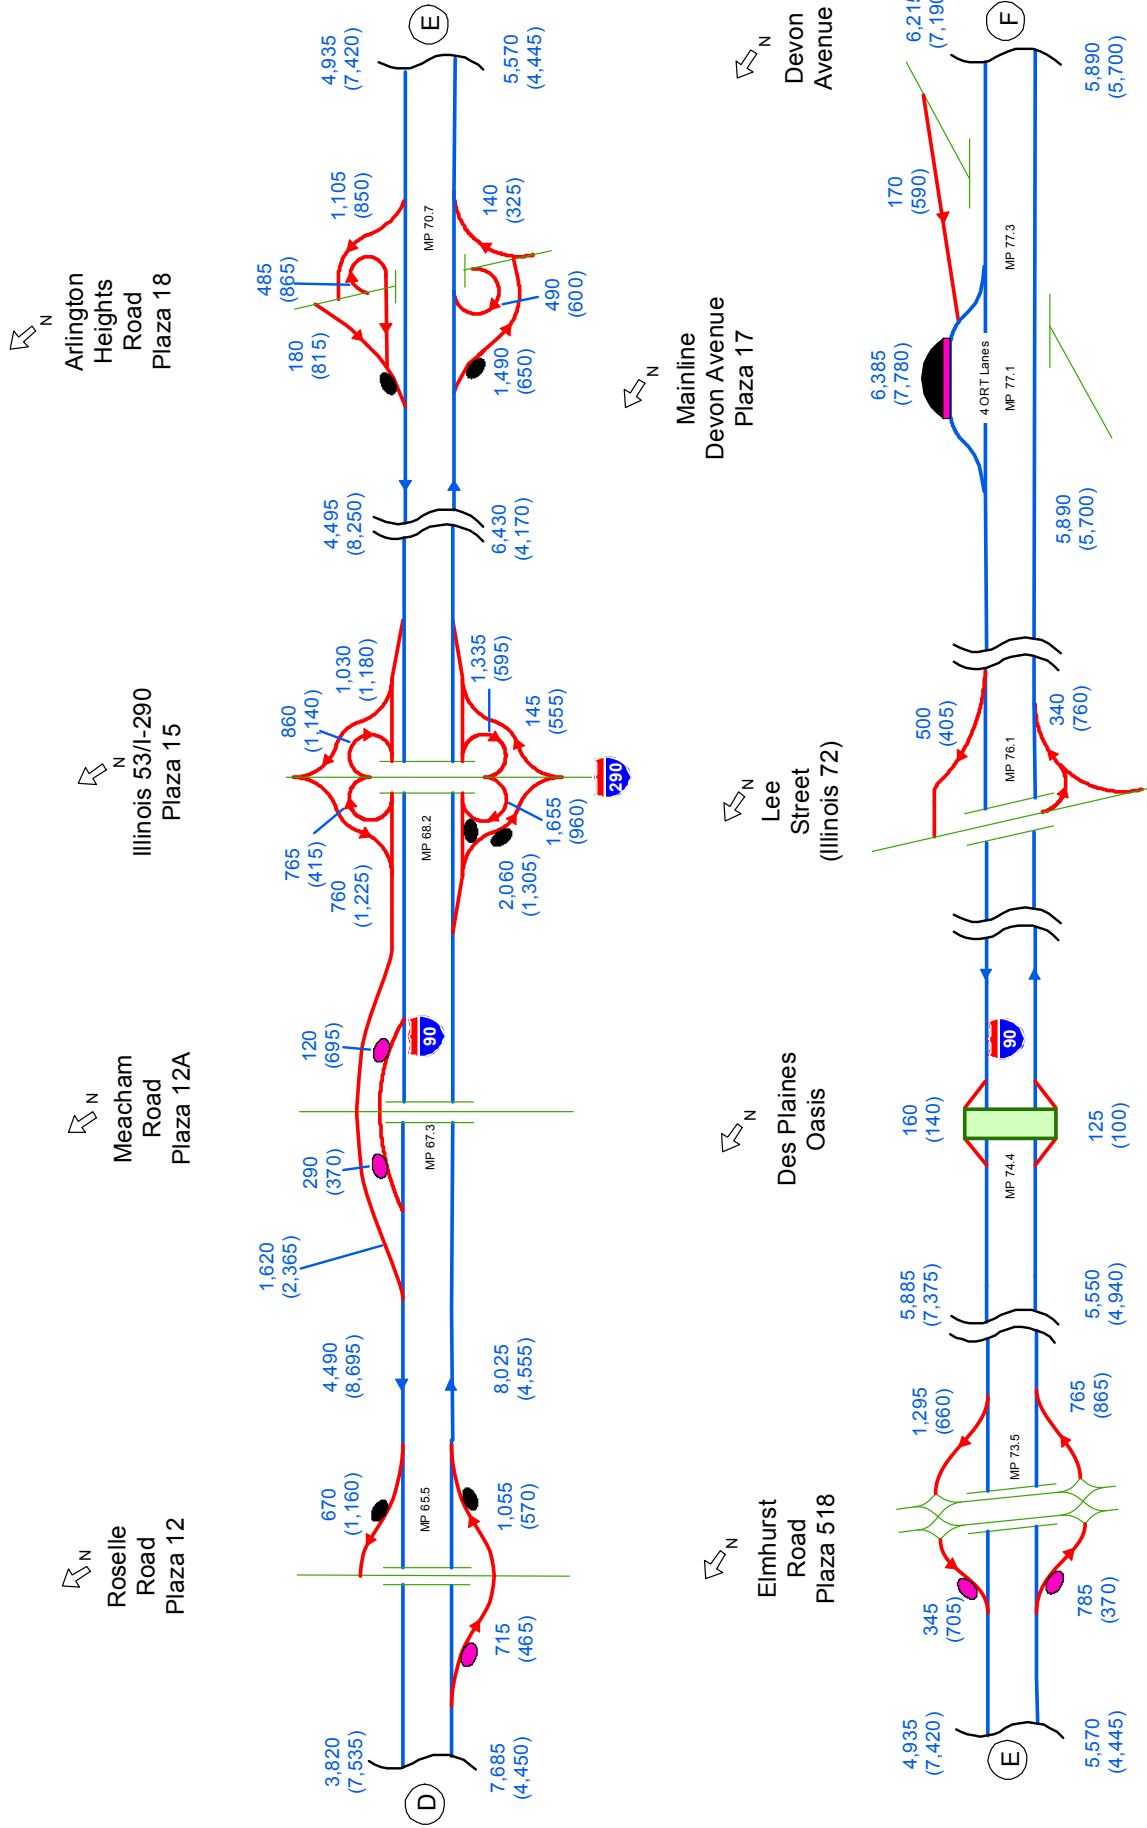 N
Roselle
Road
Plaza 12
N
Meacham
Road
Plaza 12A
N
Illinois 53/I-290
Plaza 15
N
Arlington
Heights
Road
Plaza 18
3,820
(7,535)
670
(1,160)
4,490
(8,695)
1,620
(2,365)
290
(370)
120
(695)
765
(415)
760
(1,225)
860
(1,140)
1,030
(1,180)
4,495
(8,250)
180
(815)
485
(865)
1,105
(850)
4,935
(7,420)
D
MP 65.5
MP 67.3
90
MP 68.2
MP 70.7
E
7,685
(4,450)
715
(465)
1,055
(570)
8,025
(4,555)
2,060
(1,305)
1,655
(960)
1,335
(595)
145
(555)
290
6,430
(4,170)
1,490
(650)
490
(600)
140
(325)
5,570
(4,445)
N
Elmhurst
Road
Plaza 518
N
Des Plaines
Oasis
N
Lee
Street
(Illinois 72)
N
Mainline
Devon Avenue
Plaza 17
N
Devon
Avenue
4,935
(7,420)
345
(705)
1,295
(660)
5,885
(7,375)
160
(140)
500
(405)
6,385
(7,780)
170
(590)
6,215
(7,190)
E
MP 73.5
MP 74.4
90
MP 76.1
4 ORT Lanes
MP 77.1
MP 77.3
F
5,570
(4,445)
785
(370)
765
(865)
5,550
(4,940)
125
(100)
340
(760)
5,890
(5,700)
5,890
(5,700)